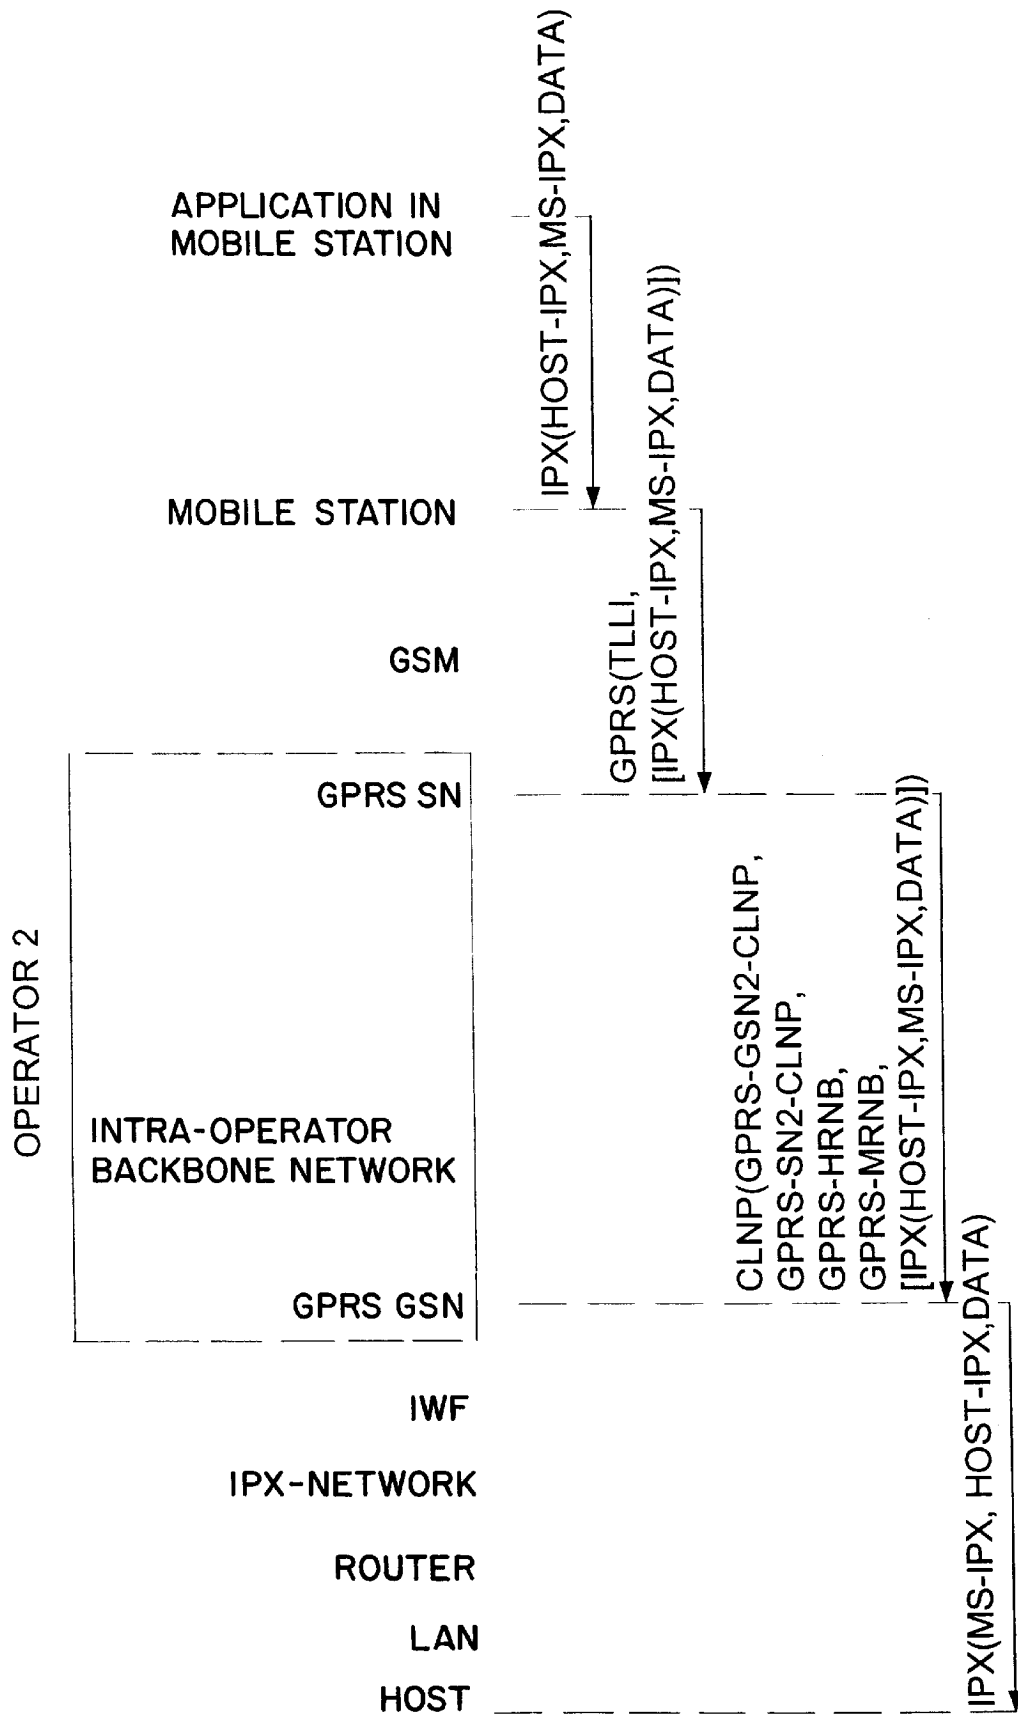 APPLICATION IN
MOBILE STATION
IPX(HOST-IPX,MS-IPX,DATA)
MOBILE STATION
GPRS(TLLI,
[IPX(HOST-IPX,MS-IPX,DATA)])
GSM
OPERATOR 2
GPRS SN
CLNP(GPRS-GSN2-CLNP,
GPRS-SN2-CLNP,
GPRS-HRNB,
GPRS-MRNB,
[IPX(HOST-IPX,MS-IPX,DATA)])
INTRA-OPERATOR
BACKBONE NETWORK
GPRS GSN
IPX(MS-IPX, HOST-IPX,DATA)
IWF
IPX-NETWORK
ROUTER
LAN
HOST